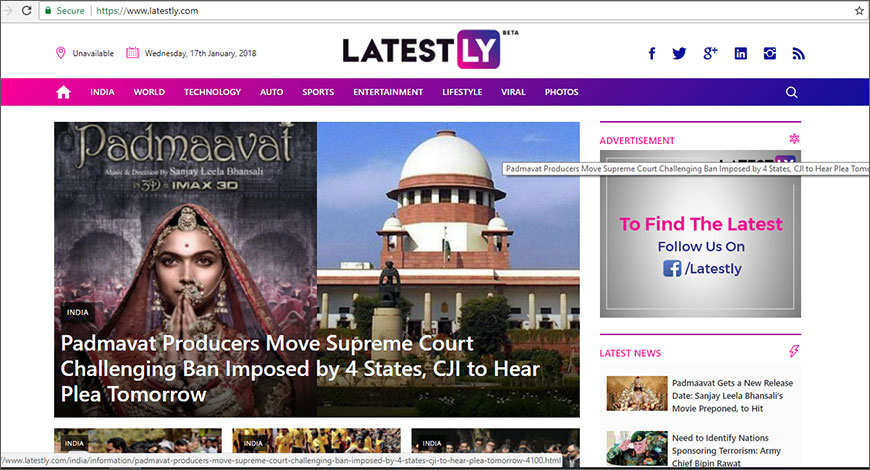 Secure https://www.latestly.com
Unavailable Wednesday, 17th January, 2018
LATESTLY BETA
INDIA WORLD TECHNOLOGY AUTO SPORTS ENTERTAINMENT LIFESTYLE VIRAL PHOTOS
Padmaavat
Music & Direction By Sanjay Leela Bhansali
IN 3D & IMAX 3D
INDIA
Padmavat Producers Move Supreme Court
Challenging Ban Imposed by 4 States, CJI to Hear
Plea Tomorrow
ADVERTISEMENT
Padmavat Producers Move Supreme Court Challenging Ban Imposed by 4 States, CJI to Hear Plea Tomo
To Find The Latest
Follow Us On
f /Latestly
LATEST NEWS
Padmaavat Gets a New Release
Date: Sanjay Leela Bhansali's
Movie Preponed, to Hit
Need to Identify Nations
Sponsoring Terrorism: Army
Chief Bipin Rawat
INDIA INDIA INDIA
//www.latestly.com/india/information/padmavat-producers-move-supreme-court-challenging-ban-imposed-by-4-states-cji-to-hear-plea-tomorrow-4100.html